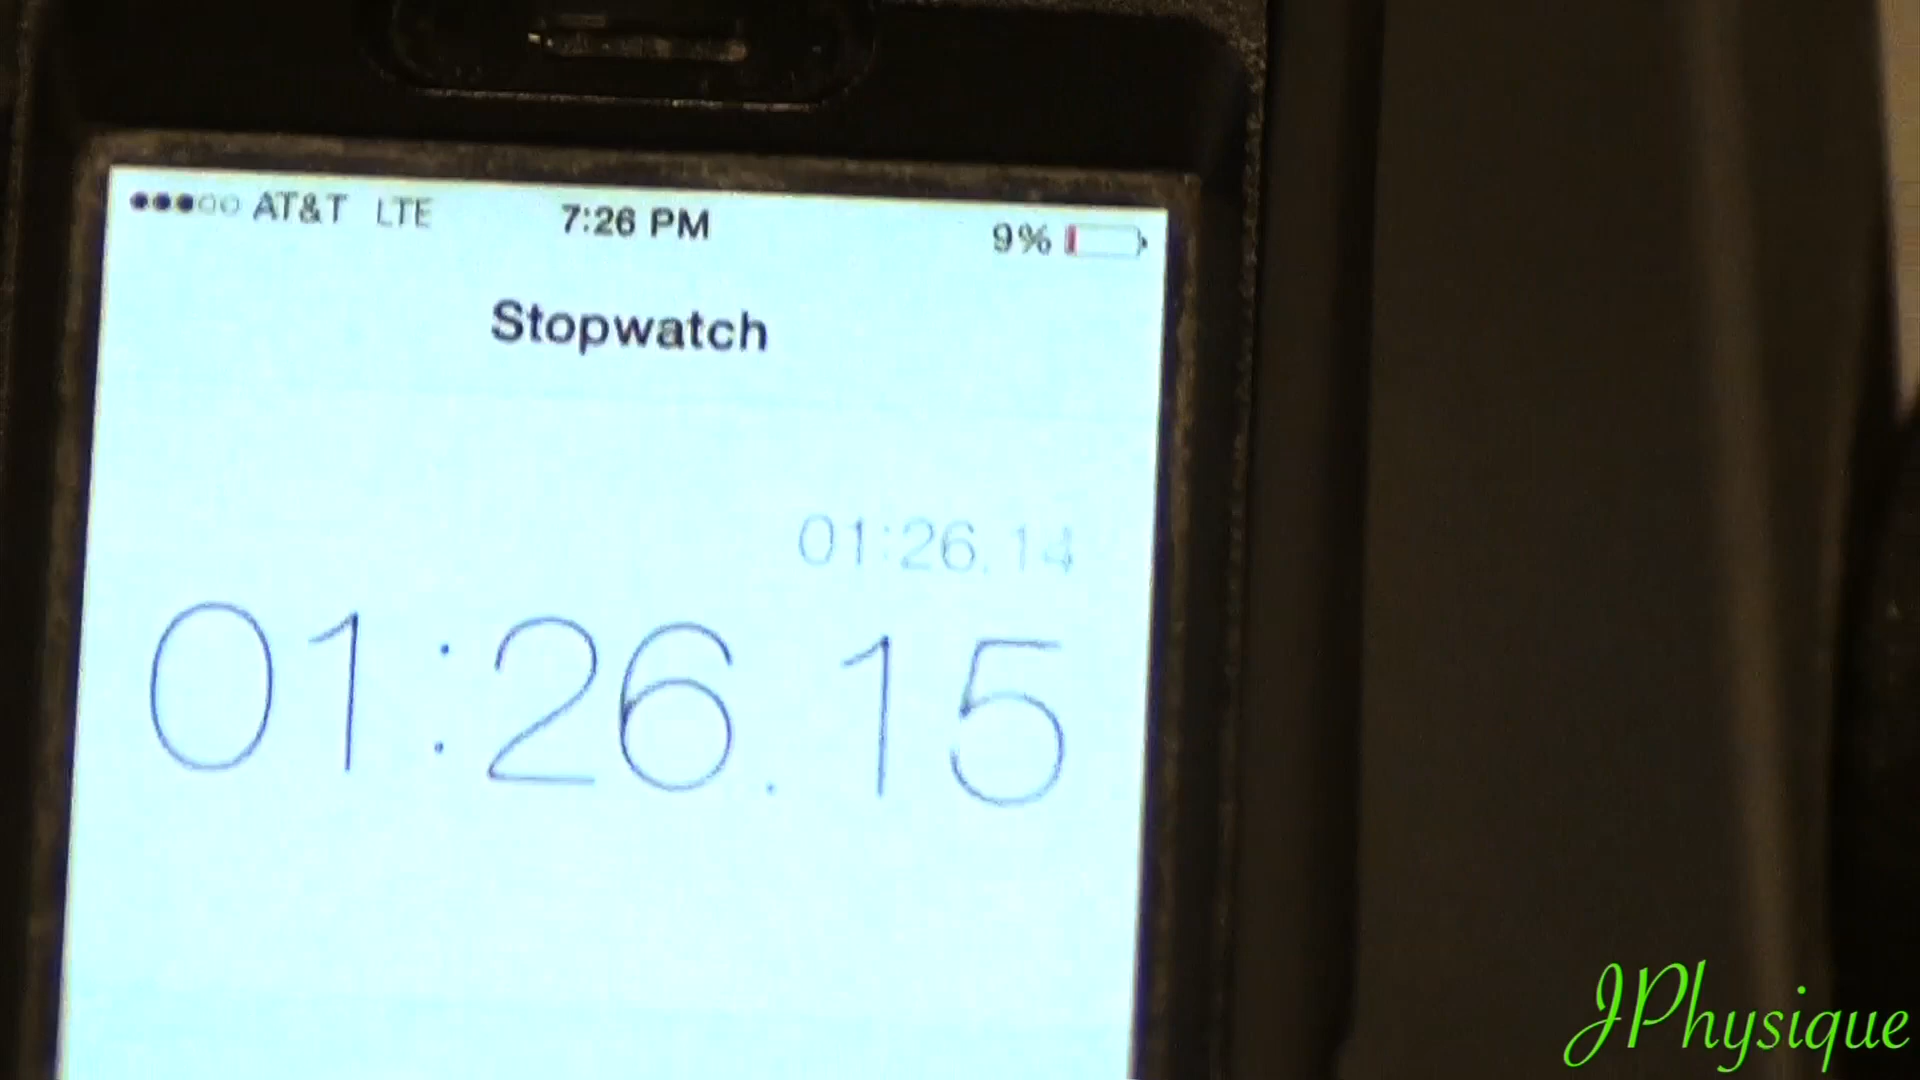 ●●●○○ AT&T LTE 7:26 PM 9%
Stopwatch
01:26.14
01:26.15
JPhysique